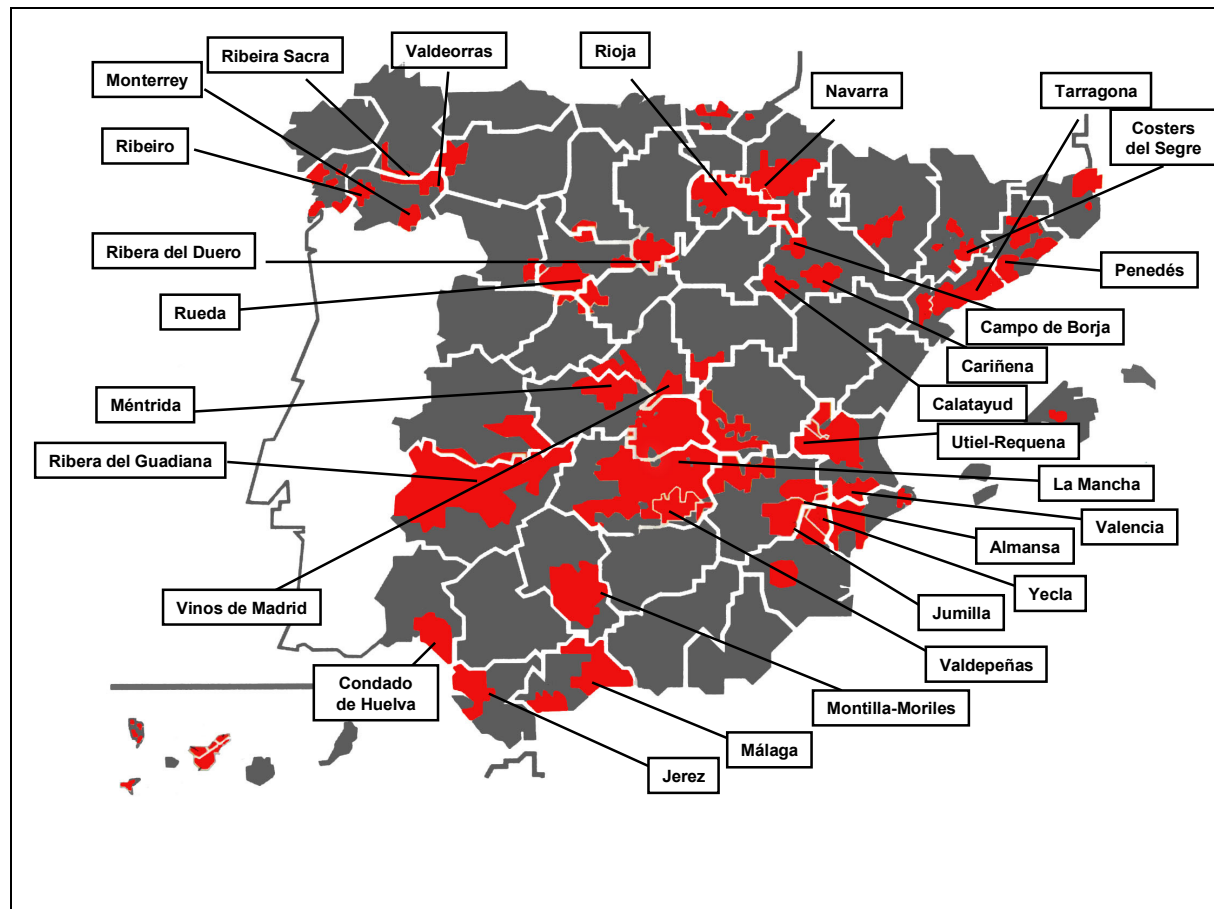 Ribeira Sacra
Valdeorras
Rioja
Monterrey
Navarra
Tarragona
Ribeiro
Costers
del Segre
Ribera del Duero
Penedés
Rueda
Campo de Borja
Cariñena
Méntrida
Calatayud
Utiel-Requena
Ribera del Guadiana
La Mancha
Valencia
Almansa
Yecla
Vinos de Madrid
Jumilla
Valdepeñas
Condado
de Huelva
Montilla-Moriles
Málaga
Jerez